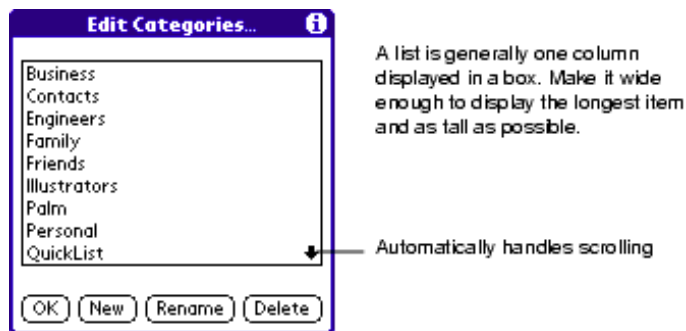 Edit Categories...
Business
Contacts
Engineers
Family
Friends
Illustrators
Palm
Personal
QuickList
OK New Rename Delete
A list is generally one column
displayed in a box. Make it wide
enough to display the longest item
and as tall as possible.
Automatically handles scrolling